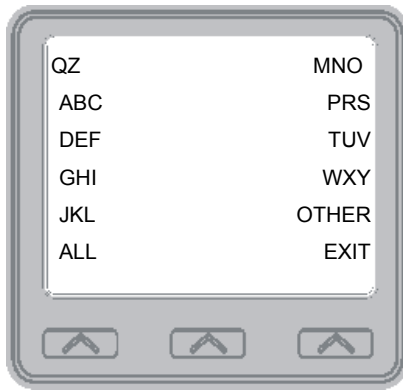 QZ MNO
ABC PRS
DEF TUV
GHI WXY
JKL OTHER
ALL EXIT